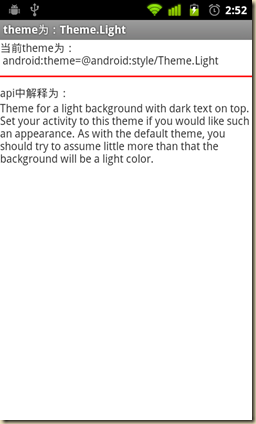 2:52
theme为：Theme.Light
当前theme为：
android:theme=@android:style/Theme.Light
api中解释为：
Theme for a light background with dark text on top.
Set your activity to this theme if you would like such
an appearance. As with the default theme, you
should try to assume little more than that the
background will be a light color.